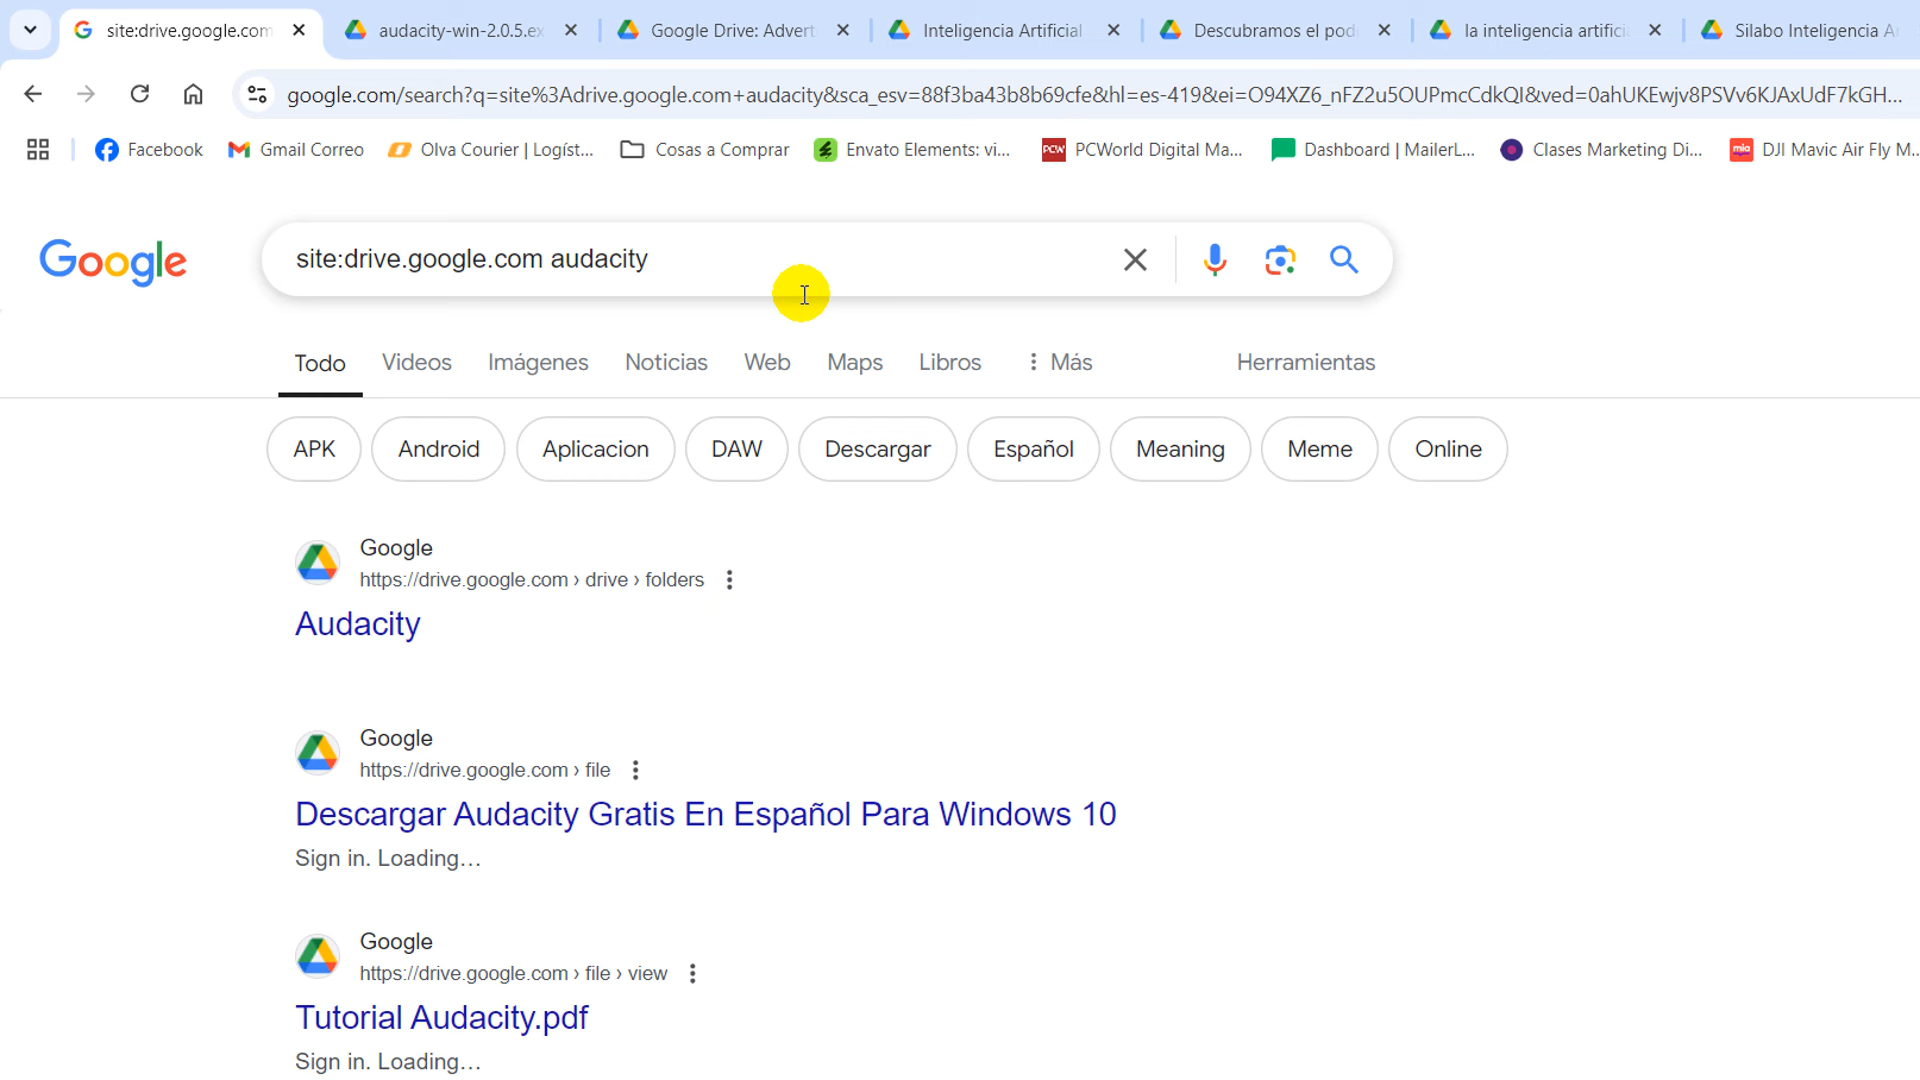 site:drive.google.com
audacity-win-2.0.5.ex
Google Drive: Advert
Inteligencia Artificial
Descubramos el pod
la inteligencia artifici
Silabo Inteligencia A
google.com/search?q=site%3Adrive.google.com+audacity&sca_esv=88f3ba43b8b69cfe&hl=es-419&ei=O94XZ6_nFZ2u5OUPmcCdkQI&ved=0ahUKEwjv8PSVv6KJAxUdF7kGH...
Facebook
Gmail Correo
Olva Courier | Logíst...
Cosas a Comprar
Envato Elements: vi...
PCW
PCWorld Digital Ma...
Dashboard | MailerL...
Clases Marketing Di...
mia
DJI Mavic Air Fly M...
Google
site:drive.google.com audacity
Todo
Videos
Imágenes
Noticias
Web
Maps
Libros
Más
Herramientas
APK
Android
Aplicacion
DAW
Descargar
Español
Meaning
Meme
Online
Google
https://drive.google.com › drive › folders
Audacity
Google
https://drive.google.com › file
Descargar Audacity Gratis En Español Para Windows 10
Sign in. Loading…
Google
https://drive.google.com › file › view
Tutorial Audacity.pdf
Sign in. Loading…